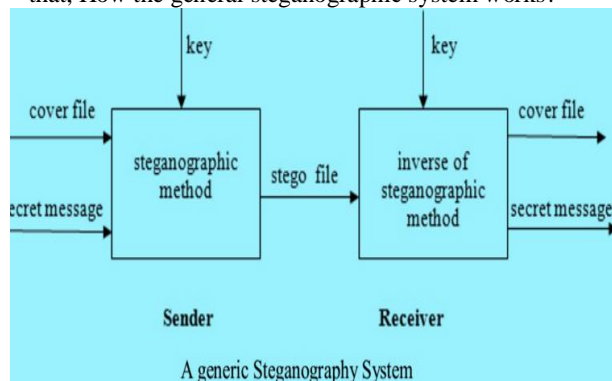 that, How the general steganographic system works?
key
key
cover file
cover file
steganographic
method
stego file
inverse of
steganographic
method
ecret message
secret message
Sender
Receiver
A generic Steganography System